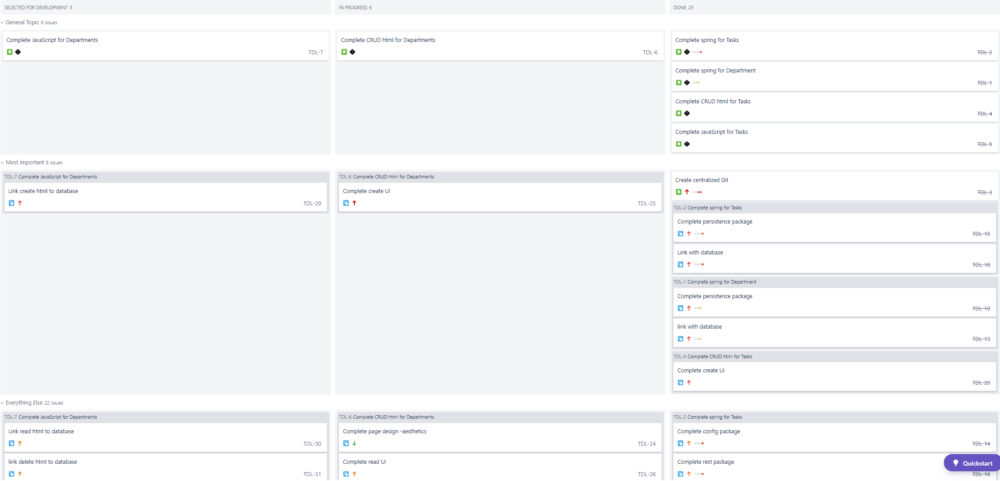 SELECTED FOR DEVELOPMENT 5
IN PROGRESS 6
DONE 25
General Topic 6 issues
Complete JavaScript for Departments
TDL-7
Complete CRUD html for Departments
TDL-6
Complete spring for Tasks
TDL-2
Complete spring for Department
TDL-1
Complete CRUD html for Tasks
TDL-4
Complete JavaScript for Tasks
TDL-5
Most important 8 issues
TDL-7 Complete JavaScript for Departments
Link create html to database
TDL-29
TDL-6 Complete CRUD html for Departments
Complete create UI
TDL-25
Create centralized Git
TDL-3
TDL-2 Complete spring for Tasks
Complete persistence package
TDL-15
Link with database
TDL-18
TDL-1 Complete spring for Department
Complete persistence package
TDL-10
link with database
TDL-13
TDL-4 Complete CRUD html for Tasks
Complete create UI
TDL-20
Everything Else 22 issues
TDL-7 Complete JavaScript for Departments
Link read html to database
TDL-30
link delete html to database
TDL-31
TDL-6 Complete CRUD html for Departments
Complete page design -aesthetics
TDL-24
Complete read UI
TDL-26
TDL-2 Complete spring for Tasks
Complete config package
TDL-14
Complete rest package
TDL-16
Quickstart